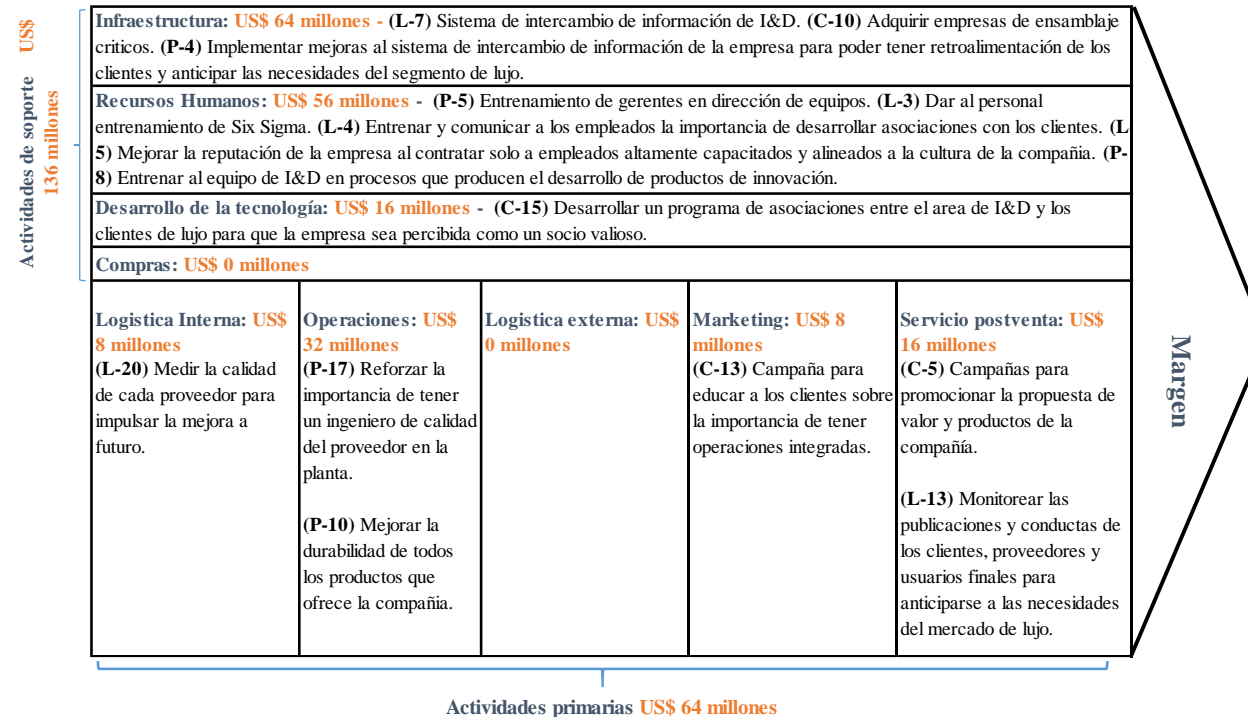 Actividades de soporte US$
136 millones
Infraestructura: US$ 64 millones - (L-7) Sistema de intercambio de información de I&D. (C-10) Adquirir empresas de ensamblaje
criticos. (P-4) Implementar mejoras al sistema de intercambio de información de la empresa para poder tener retroalimentación de los
clientes y anticipar las necesidades del segmento de lujo.
Recursos Humanos: US$ 56 millones - (P-5) Entrenamiento de gerentes en dirección de equipos. (L-3) Dar al personal
entrenamiento de Six Sigma. (L-4) Entrenar y comunicar a los empleados la importancia de desarrollar asociaciones con los clientes. (L-
5) Mejorar la reputación de la empresa al contratar solo a empleados altamente capacitados y alineados a la cultura de la compañia. (P-
8) Entrenar al equipo de I&D en procesos que producen el desarrollo de productos de innovación.
Desarrollo de la tecnología: US$ 16 millones - (C-15) Desarrollar un programa de asociaciones entre el area de I&D y los
clientes de lujo para que la empresa sea percibida como un socio valioso.
Compras: US$ 0 millones
Logistica Interna: US$
8 millones
(L-20) Medir la calidad
de cada proveedor para
impulsar la mejora a
futuro.
Operaciones: US$
32 millones
(P-17) Reforzar la
importancia de tener
un ingeniero de calidad
del proveedor en la
planta.
(P-10) Mejorar la
durabilidad de todos
los productos que
ofrece la compañia.
Logistica externa: US$
0 millones
Marketing: US$ 8
millones
(C-13) Campaña para
educar a los clientes sobre
la importancia de tener
operaciones integradas.
Servicio postventa: US$
16 millones
(C-5) Campañas para
promocionar la propuesta de
valor y productos de la
compañía.
(L-13) Monitorear las
publicaciones y conductas de
los clientes, proveedores y
usuarios finales para
anticiparse a las necesidades
del mercado de lujo.
Margen
Actividades primarias US$ 64 millones